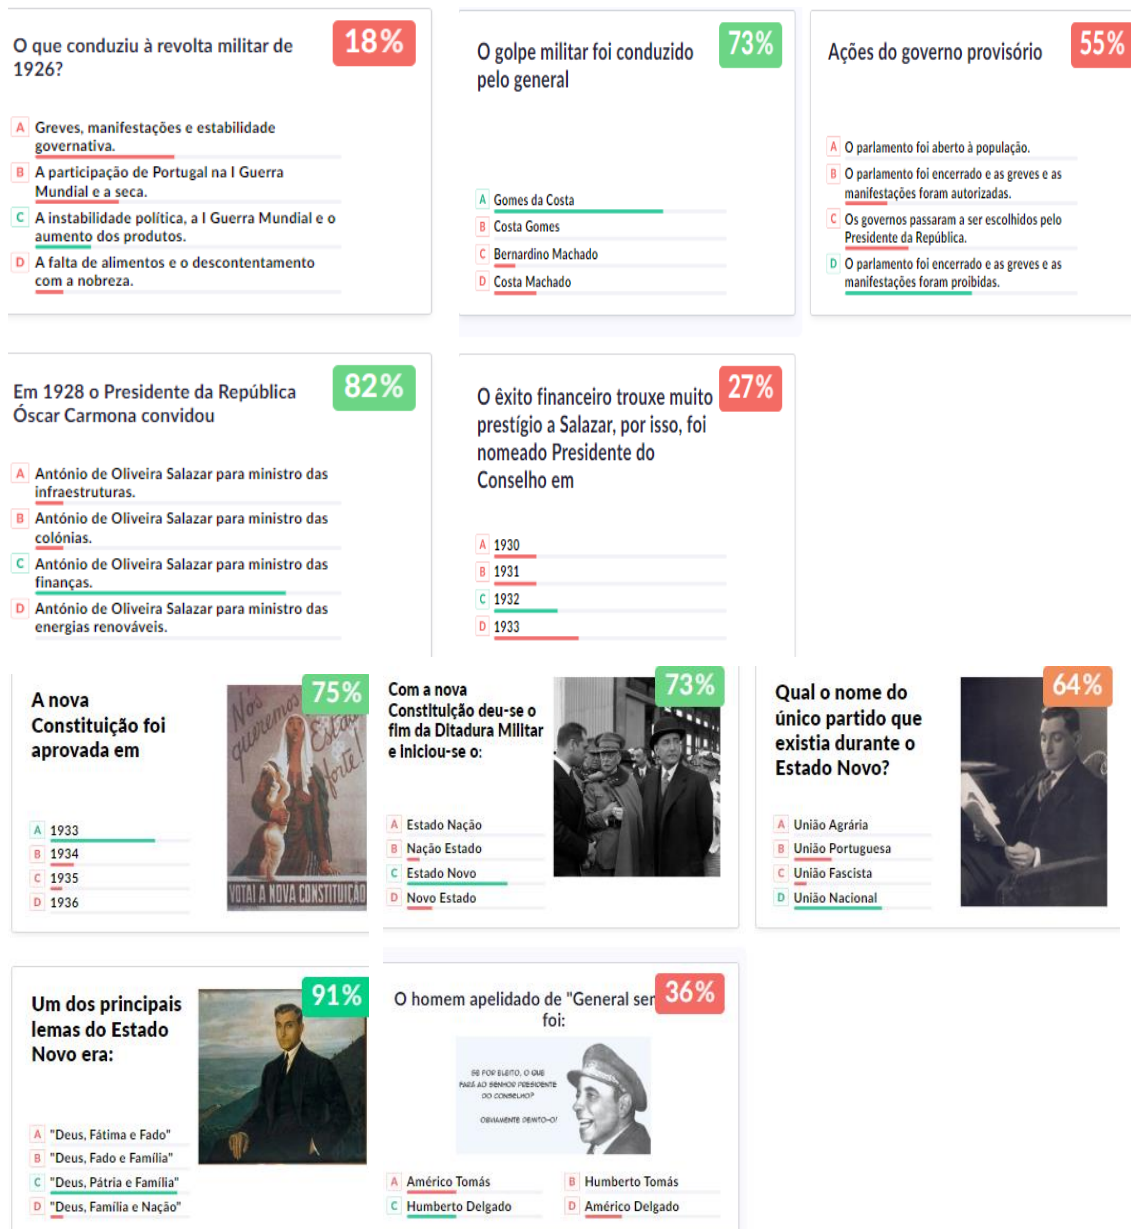 O que conduziu à revolta militar de
1926?
18%
A Greves, manifestações e estabilidade
governativa.
B A participação de Portugal na I Guerra
Mundial e a seca.
C A instabilidade política, a I Guerra Mundial e o
aumento dos produtos.
D A falta de alimentos e o descontentamento
com a nobreza.
O golpe militar foi conduzido
pelo general
73%
A Gomes da Costa
B Costa Gomes
C Bernardino Machado
D Costa Machado
Ações do governo provisório
55%
A O parlamento foi aberto à população.
B O parlamento foi encerrado e as greves e as
manifestações foram autorizadas.
C Os governos passaram a ser escolhidos pelo
Presidente da República.
D O parlamento foi encerrado e as greves e as
manifestações foram proibidas.
Em 1928 o Presidente da República
Óscar Carmona convidou
82%
A António de Oliveira Salazar para ministro das
infraestruturas.
B António de Oliveira Salazar para ministro das
colónias.
C António de Oliveira Salazar para ministro das
finanças.
D António de Oliveira Salazar para ministro das
energias renováveis.
O êxito financeiro trouxe muito
prestígio a Salazar, por isso, foi
nomeado Presidente do
Conselho em
27%
A 1930
B 1931
C 1932
D 1933
A nova
Constituição foi
aprovada em
75%
Nós
queremos
Estado
forte!
VOTAI A NOVA CONSTITUIÇÃO
A 1933
B 1934
C 1935
D 1936
Com a nova
Constituição deu-se o
fim da Ditadura Militar
e iniciou-se o:
73%
A Estado Nação
B Nação Estado
C Estado Novo
D Novo Estado
Qual o nome do
único partido que
existia durante o
Estado Novo?
64%
A União Agrária
B União Portuguesa
C União Fascista
D União Nacional
Um dos principais
lemas do Estado
Novo era:
91%
A "Deus, Fátima e Fado"
B "Deus, Fado e Família"
C "Deus, Pátria e Família"
D "Deus, Família e Nação"
O homem apelidado de "General sem
foi:
36%
SE FOR ELEITO, O QUE
FARÁ AO SENHOR PRESIDENTE
DO CONSELHO?
OBVIAMENTE DEMITO-O!
A Américo Tomás
B Humberto Tomás
C Humberto Delgado
D Américo Delgado